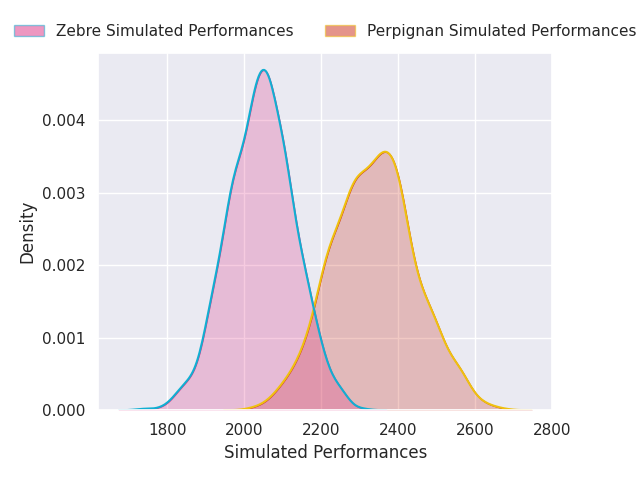 Zebre Simulated Performances Perpignan Simulated Performances
0.004
0.003
0.002
0.001
0.000
Density
1800 2000 2200 2400 2600 2800
Simulated Performances